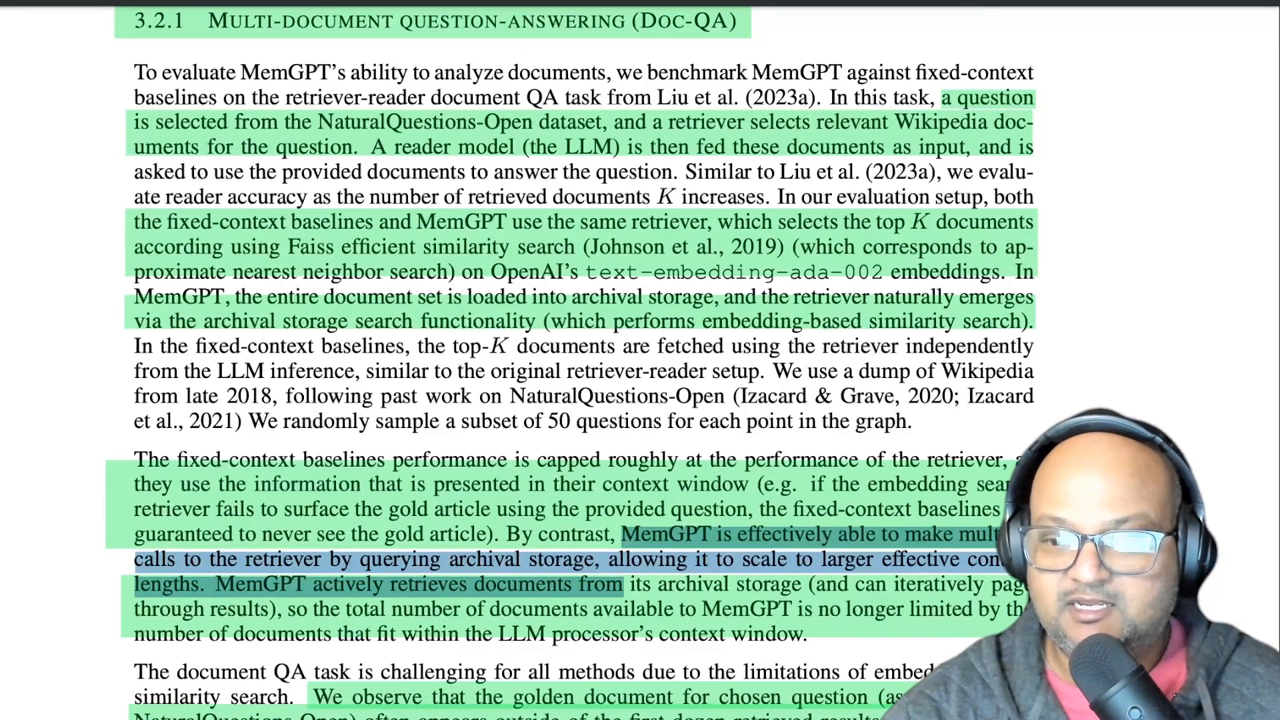 3.2.1 MULTI-DOCUMENT QUESTION-ANSWERING (DOC-QA)
To evaluate MemGPT's ability to analyze documents, we benchmark MemGPT against fixed-context
baselines on the retriever-reader document QA task from Liu et al. (2023a). In this task, a question
is selected from the NaturalQuestions-Open dataset, and a retriever selects relevant Wikipedia doc-
uments for the question. A reader model (the LLM) is then fed these documents as input, and is
asked to use the provided documents to answer the question. Similar to Liu et al. (2023a), we evalu-
ate reader accuracy as the number of retrieved documents K increases. In our evaluation setup, both
the fixed-context baselines and MemGPT use the same retriever, which selects the top K documents
according using Faiss efficient similarity search (Johnson et al., 2019) (which corresponds to ap-
proximate nearest neighbor search) on OpenAI's text-embedding-ada-002 embeddings. In
MemGPT, the entire document set is loaded into archival storage, and the retriever naturally emerges
via the archival storage search functionality (which performs embedding-based similarity search).
In the fixed-context baselines, the top-K documents are fetched using the retriever independently
from the LLM inference, similar to the original retriever-reader setup. We use a dump of Wikipedia
from late 2018, following past work on NaturalQuestions-Open (Izacard & Grave, 2020; Izacard
et al., 2021) We randomly sample a subset of 50 questions for each point in the graph.
The fixed-context baselines performance is capped roughly at the performance of the retriever,
they use the information that is presented in their context window (e.g. if the embedding
retriever fails to surface the gold article using the provided question, the fixed-context baselines
guaranteed to never see the gold article). By contrast, MemGPT is effectively able to make
calls to the retriever by querying archival storage, allowing it to scale to larger effective
lengths. MemGPT actively retrieves documents from its archival storage (and can iteratively page
through results), so the total number of documents available to MemGPT is no longer limited by the
number of documents that fit within the LLM processor's context window.
The document QA task is challenging for all methods due to the limitations of
similarity search. We observe that the golden document for chosen question
NaturalQuestions-Open) often appears outside of the first dozen retrieved results